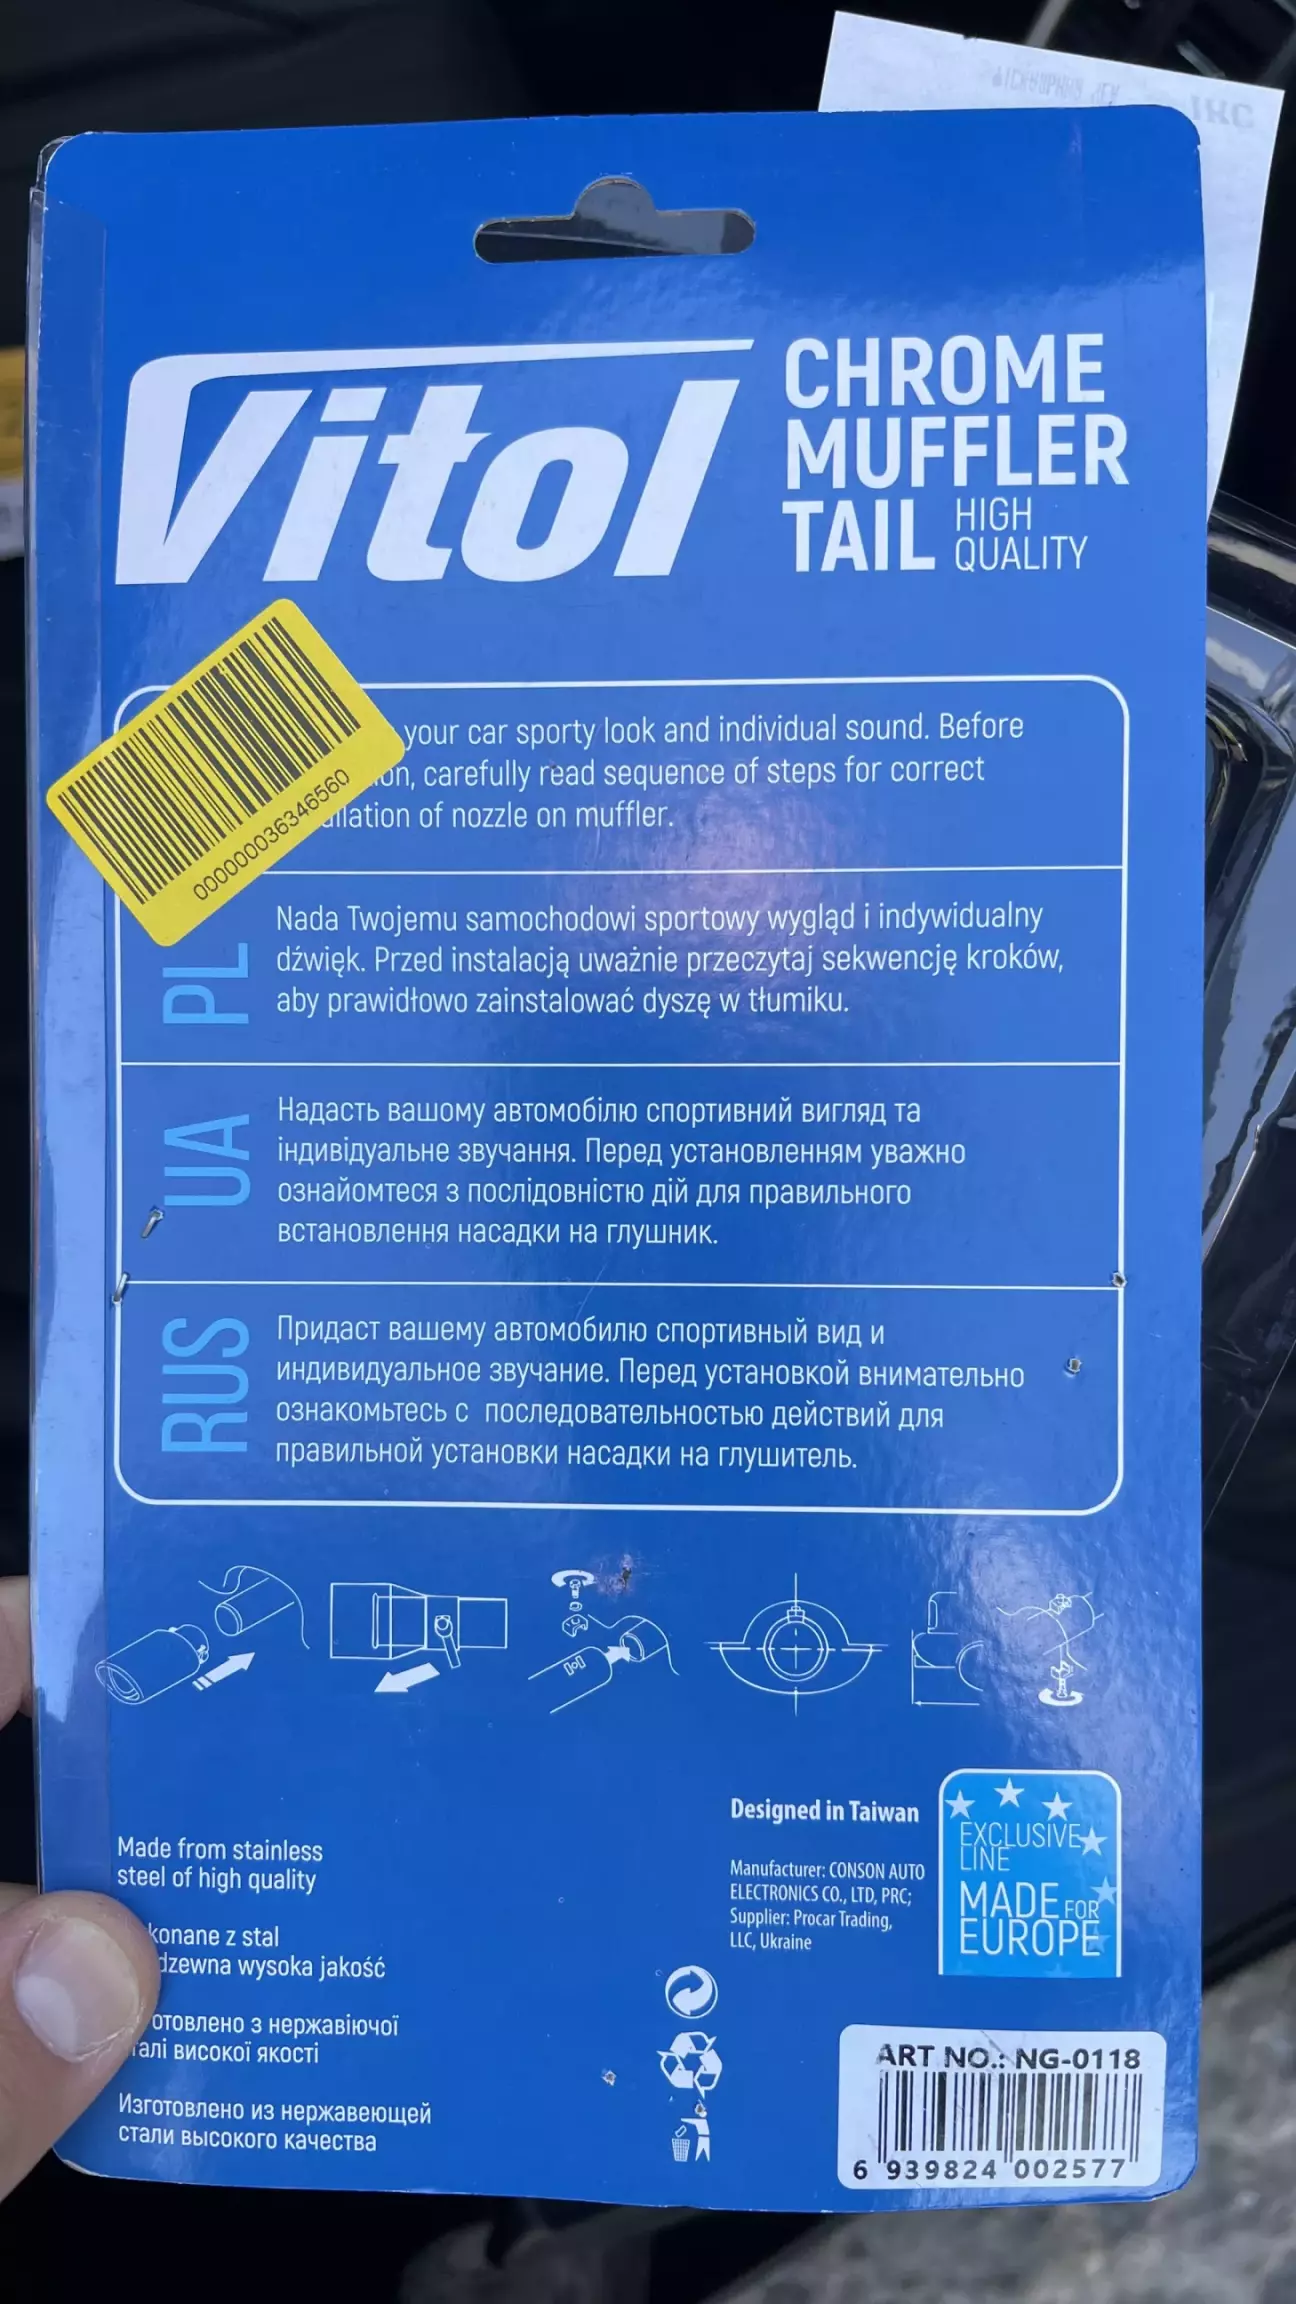 Vitol
CHROME
MUFFLER
TAIL HIGH
QUALITY
000000036346560
your car sporty look and individual sound. Before
carefully read sequence of steps for correct
of nozzle on muffler.
PL
Nada Twojemu samochodowi sportowy wygląd i indywidualny
dźwięk. Przed instalacją uważnie przeczytaj sekwencję kroków,
aby prawidłowo zainstalować dyszę w tłumiku.
UA
Надасть вашому автомобілю спортивний вигляд та
індивідуальне звучання. Перед установленням уважно
ознайомтеся з послідовністю дій для правильного
встановлення насадки на глушник.
RUS
Придаст вашему автомобилю спортивный вид и
индивидуальное звучание. Перед установкой внимательно
ознакомьтесь с последовательностью действий для
правильной установки насадки на глушитель.
Made from stainless
steel of high quality
z stal
wysoka jakość
з нержавіючої
високої якості
Изготовлено из нержавеющей
стали высокого качества
Designed in Taiwan
Manufacturer: CONSON AUTO
ELECTRONICS CO., LTD, PRC;
Supplier: Procar Trading,
LLC, Ukraine
EXCLUSIVE
LINE
MADE FOR
EUROPE
ART NO.: NG-0118
6 939824 002577